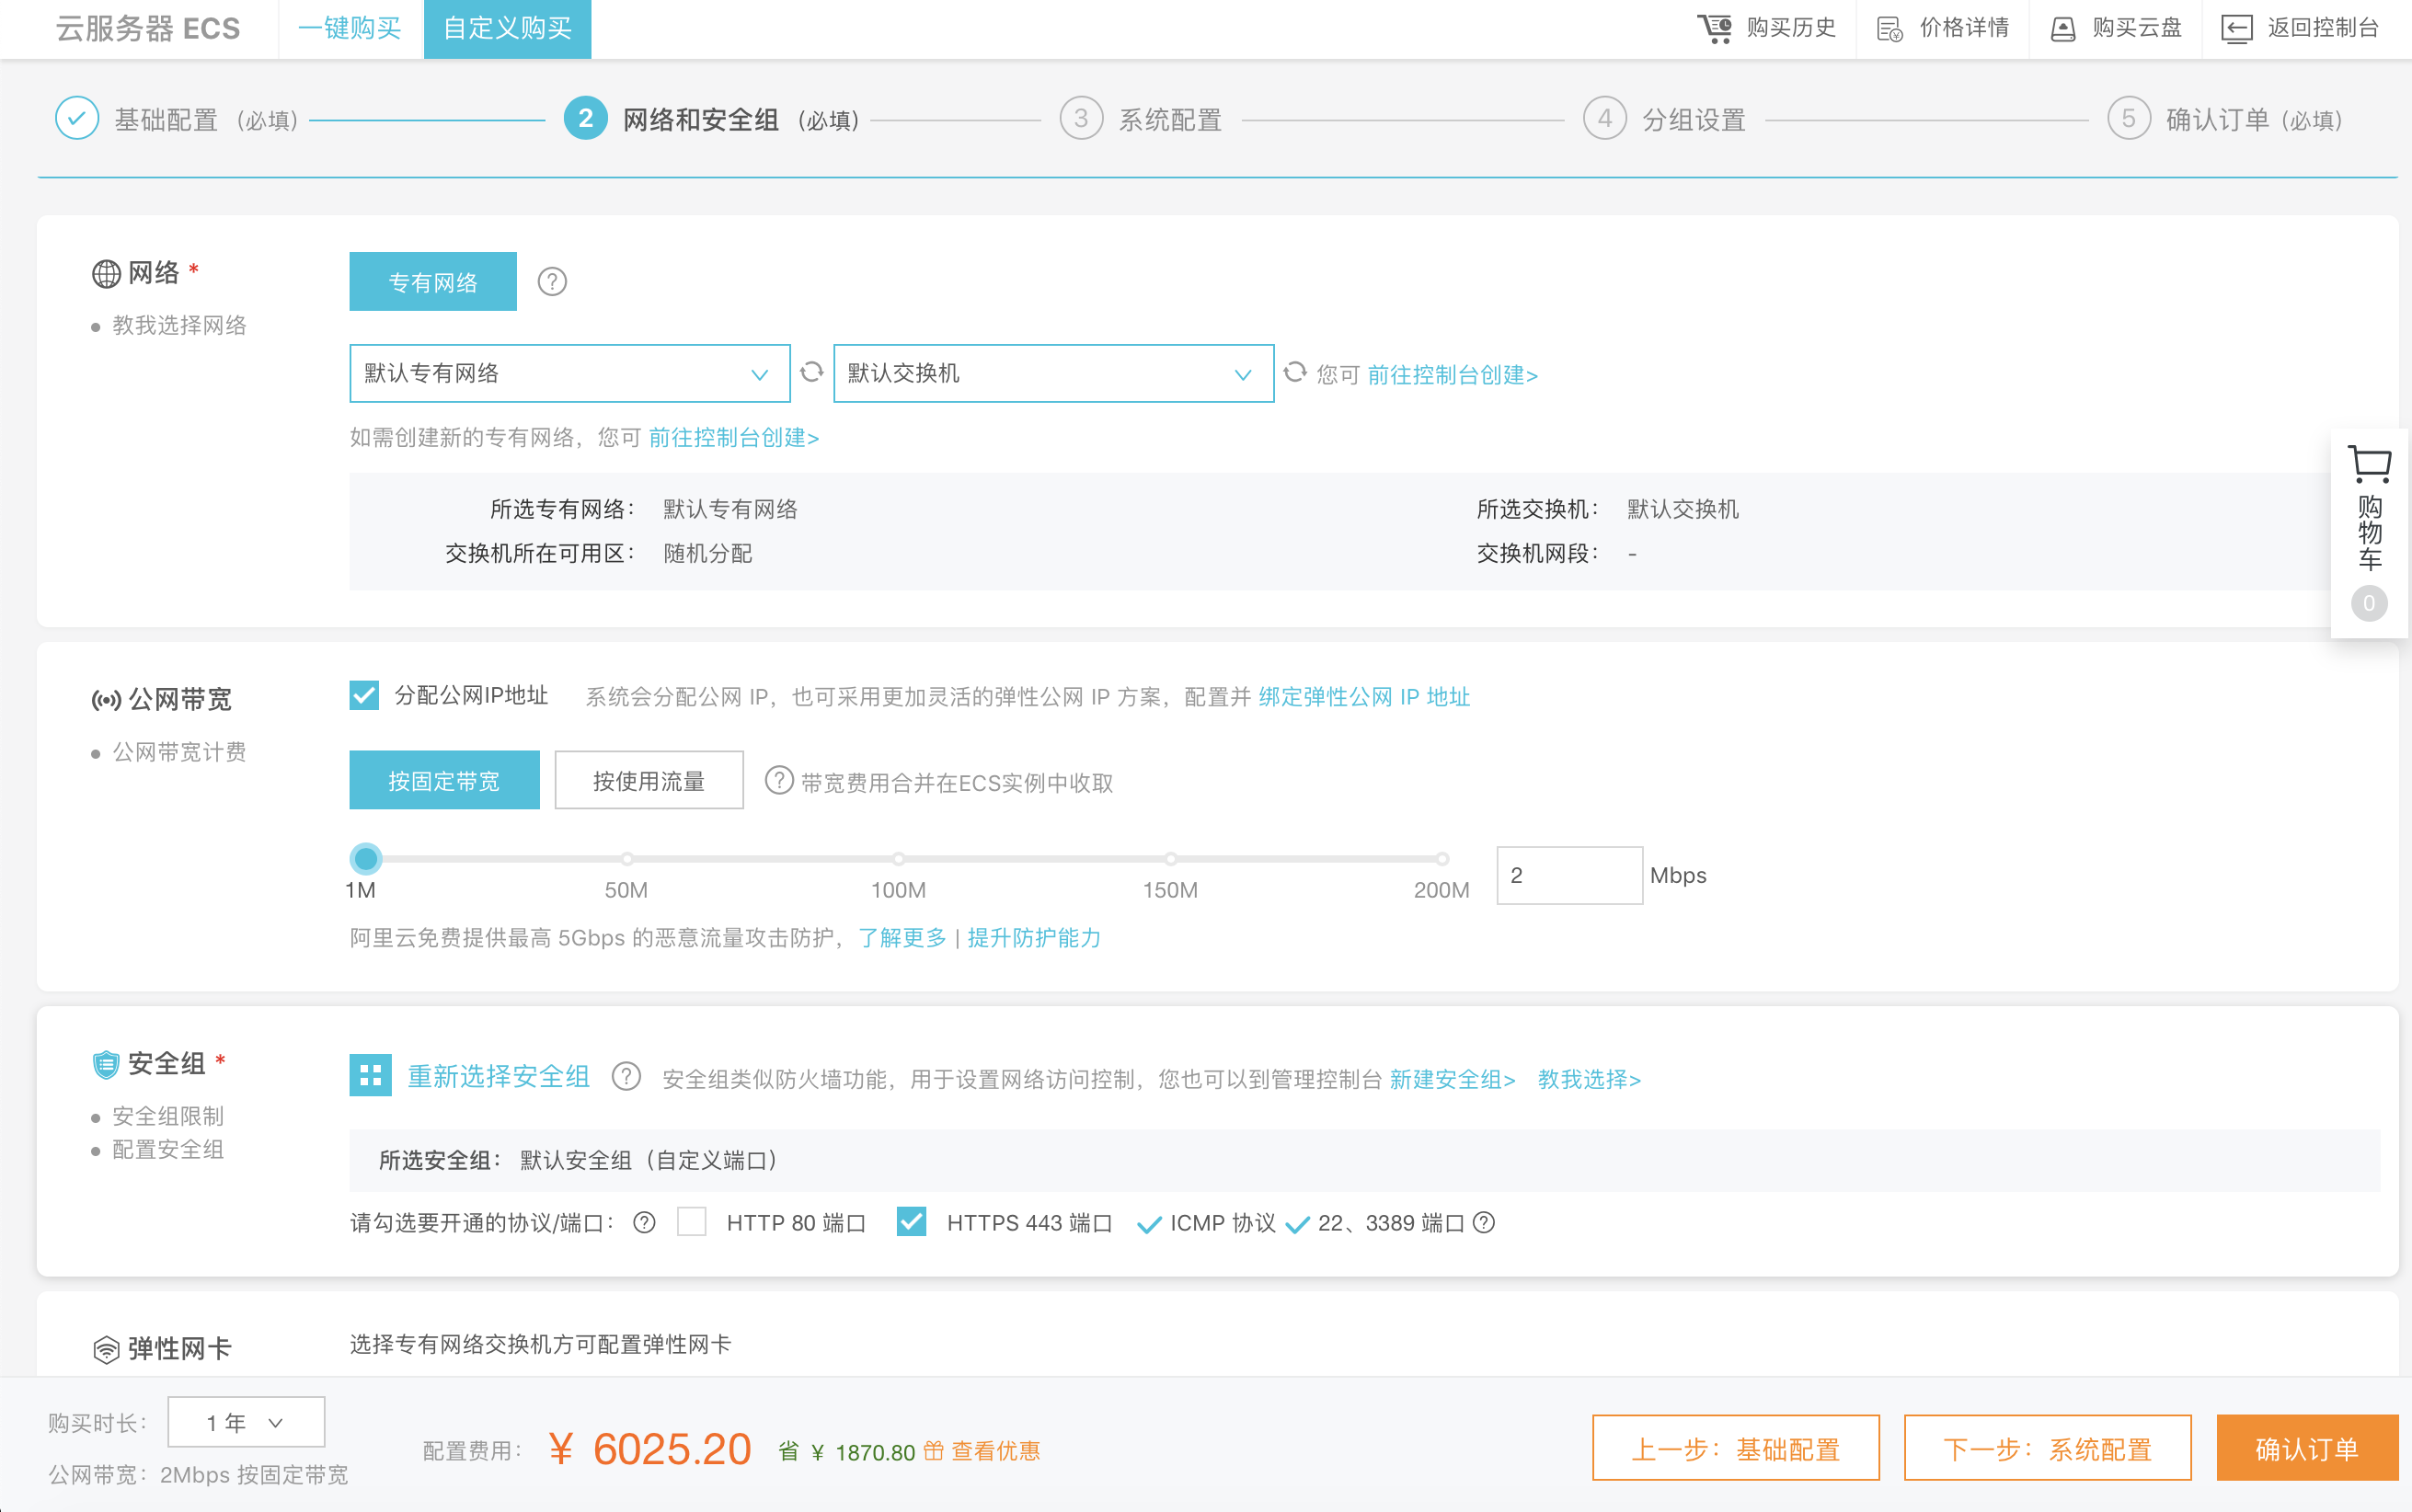 云服务器 ECS 一键购买 自定义购买 购买历史 价格详情 购买云盘 返回控制台
基础配置（必填） 2 网络和安全组（必填） 3 系统配置 4 分组设置 5 确认订单（必填）
网络 * 专有网络 ?
教我选择网络
默认专有网络 默认交换机 您可 前往控制台创建>
如需创建新的专有网络，您可 前往控制台创建>
所选专有网络： 默认专有网络 所选交换机： 默认交换机
交换机所在可用区： 随机分配 交换机网段： -
购物车
0
公网带宽 分配公网IP地址 系统会分配公网 IP，也可采用更加灵活的弹性公网 IP 方案，配置并 绑定弹性公网 IP 地址
公网带宽计费
按固定带宽 按使用流量 ? 带宽费用合并在ECS实例中收取
1M 50M 100M 150M 200M 2 Mbps
阿里云免费提供最高 5Gbps 的恶意流量攻击防护，了解更多 | 提升防护能力
安全组 * 重新选择安全组 ? 安全组类似防火墙功能，用于设置网络访问控制，您也可以到管理控制台 新建安全组> 教我选择>
安全组限制
配置安全组
所选安全组： 默认安全组（自定义端口）
请勾选要开通的协议/端口： ? HTTP 80 端口 HTTPS 443 端口 ICMP 协议 22、3389 端口 ?
弹性网卡 选择专有网络交换机方可配置弹性网卡
购买时长： 1 年
配置费用： ¥ 6025.20 省 ¥ 1870.80 查看优惠 上一步：基础配置 下一步：系统配置 确认订单
公网带宽：2Mbps 按固定带宽